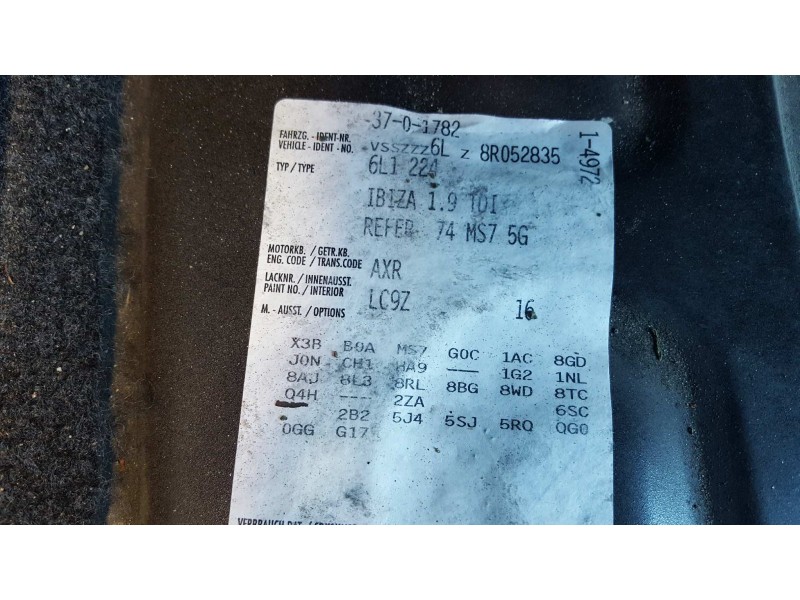 -37-0-1782
FAHRZG. - IDENT-NR.
VEHICLE - IDENT - NO. VSSZZZ6L Z 8R052835
1-4972
TYP / TYPE 6L1 224
IBIZA 1.9 TDI
REFER 74 MS7 5G
MOTORKB. / GETR.KB.
ENG. CODE / TRANS.CODE AXR
LACKNR. / INNENAUSST.
PAINT NO. / INTERIOR LC9Z 16
M. - AUSST. / OPTIONS
X3B B0A MS7 G0C 1AC 8GD
J0N CH1 HA9 --- 1G2 1NL
8AJ 8L3 8RL 8BG 8WD 8TC
Q4H --- 2ZA 6SC
2B2 5J4 5SJ 5RQ QG0
0GG G17
VERBRAUCH DAT.